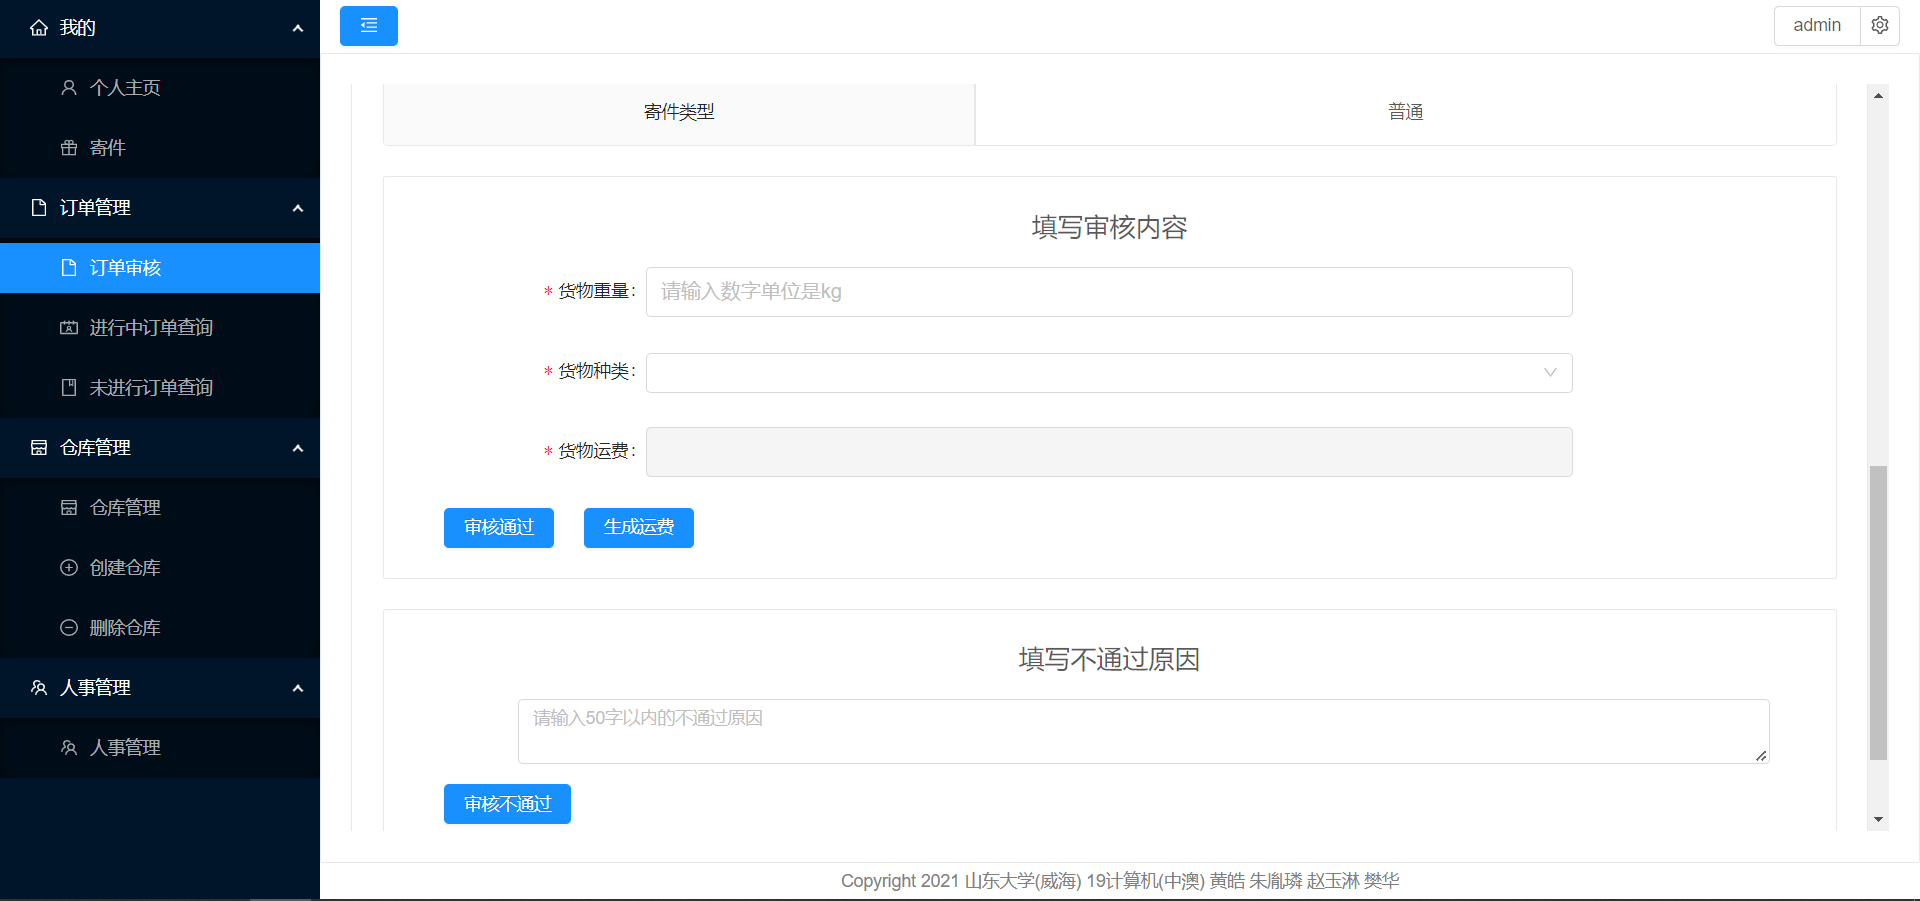 我的
个人主页
寄件
订单管理
订单审核
进行中订单查询
未进行订单查询
仓库管理
仓库管理
创建仓库
删除仓库
人事管理
人事管理
admin
寄件类型 普通
填写审核内容
* 货物重量: 请输入数字单位是kg
* 货物种类:
* 货物运费:
审核通过 生成运费
填写不通过原因
请输入50字以内的不通过原因
审核不通过
Copyright 2021 山东大学(威海) 19计算机(中澳) 黄皓 朱胤璘 赵玉淋 樊华